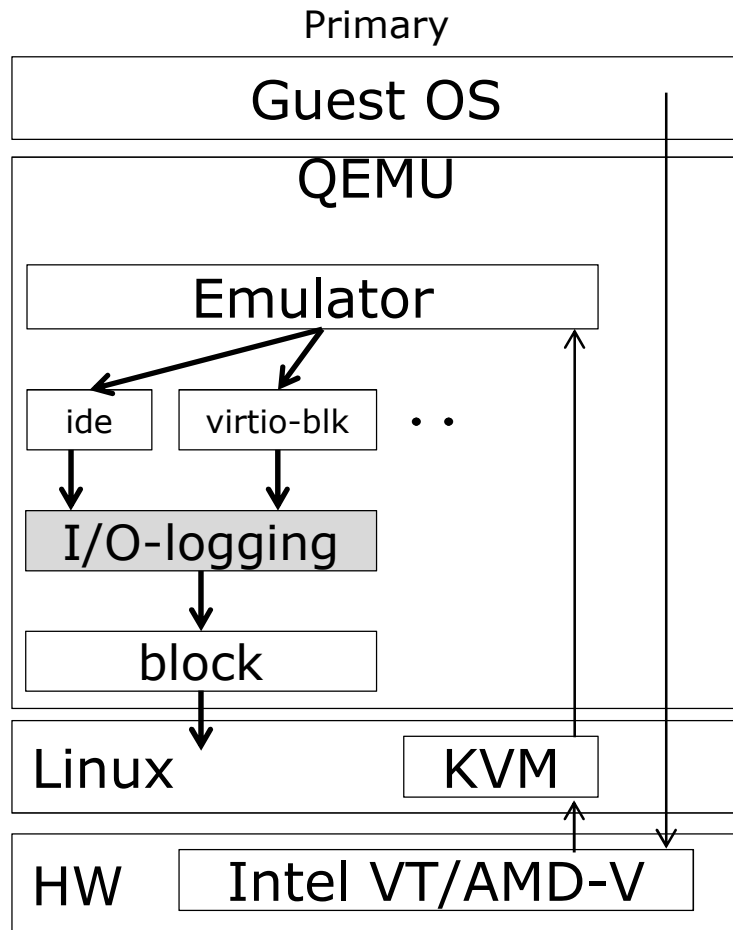 Primary
Guest OS
QEMU
Emulator
ide
virtio-blk
・・
I/O-logging
block
Linux
KVM
HW
Intel VT/AMD-V